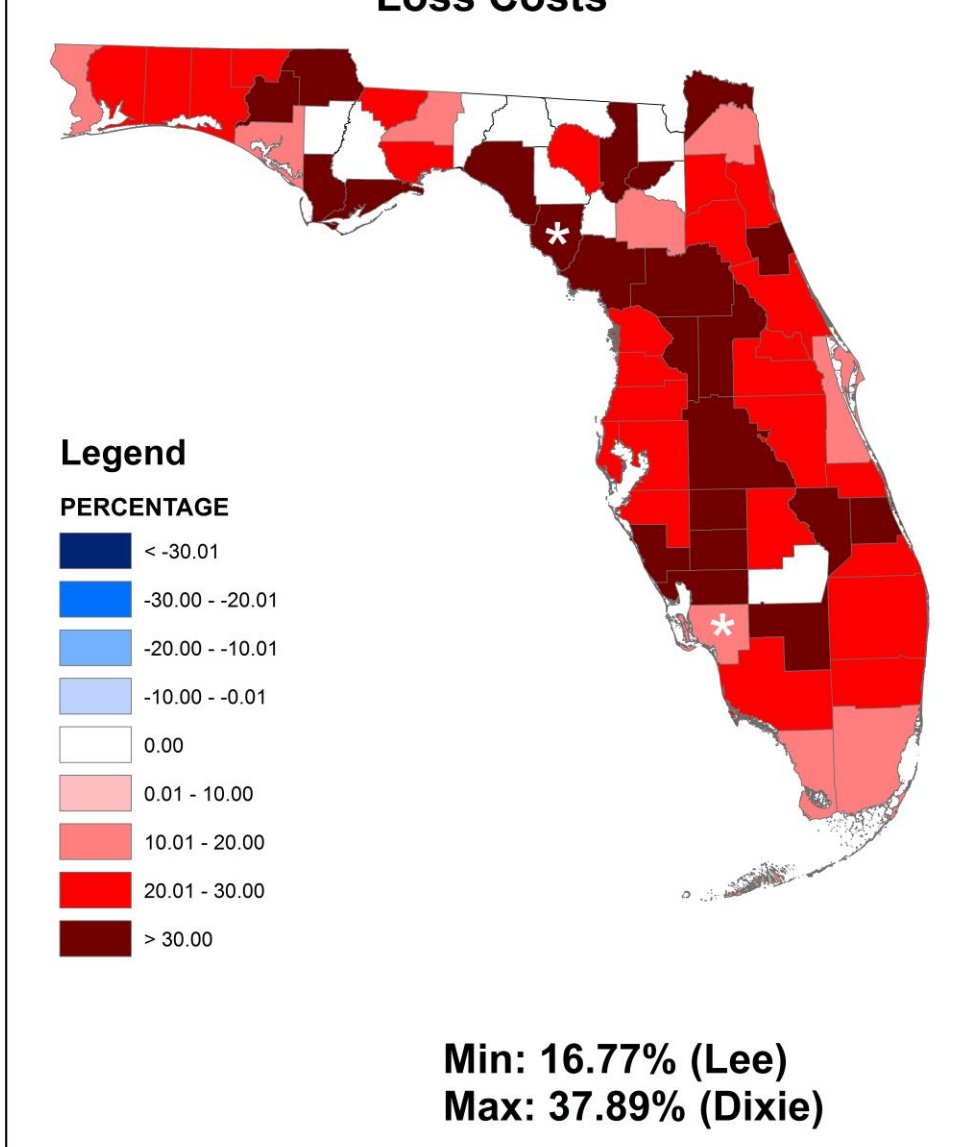 Loss Costs
*
*
Legend
PERCENTAGE
< -30.01
-30.00 - -20.01
-20.00 - -10.01
-10.00 - -0.01
0.00
0.01 - 10.00
10.01 - 20.00
20.01 - 30.00
> 30.00
Min: 16.77% (Lee)
Max: 37.89% (Dixie)